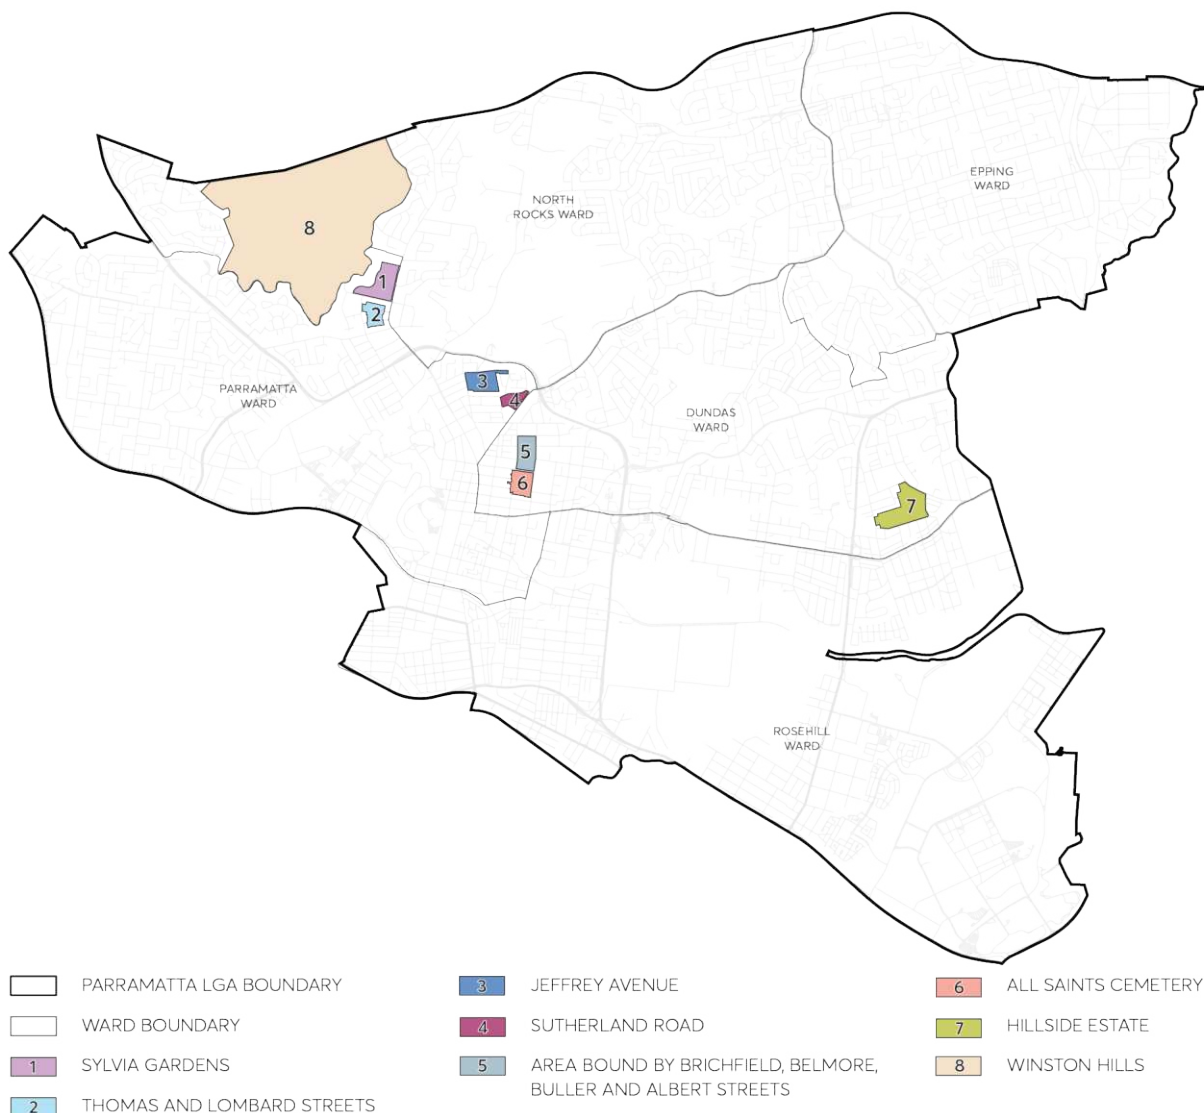 EPPING
WARD
NORTH
ROCKS WARD
8
1
2
PARRAMATTA
WARD
3
4
DUNDAS
WARD
5
6
7
ROSEHILL
WARD
PARRAMATTA LGA BOUNDARY
WARD BOUNDARY
1 SYLVIA GARDENS
2 THOMAS AND LOMBARD STREETS
3 JEFFREY AVENUE
4 SUTHERLAND ROAD
5 AREA BOUND BY BRICHFIELD, BELMORE,
BULLER AND ALBERT STREETS
6 ALL SAINTS CEMETERY
7 HILLSIDE ESTATE
8 WINSTON HILLS